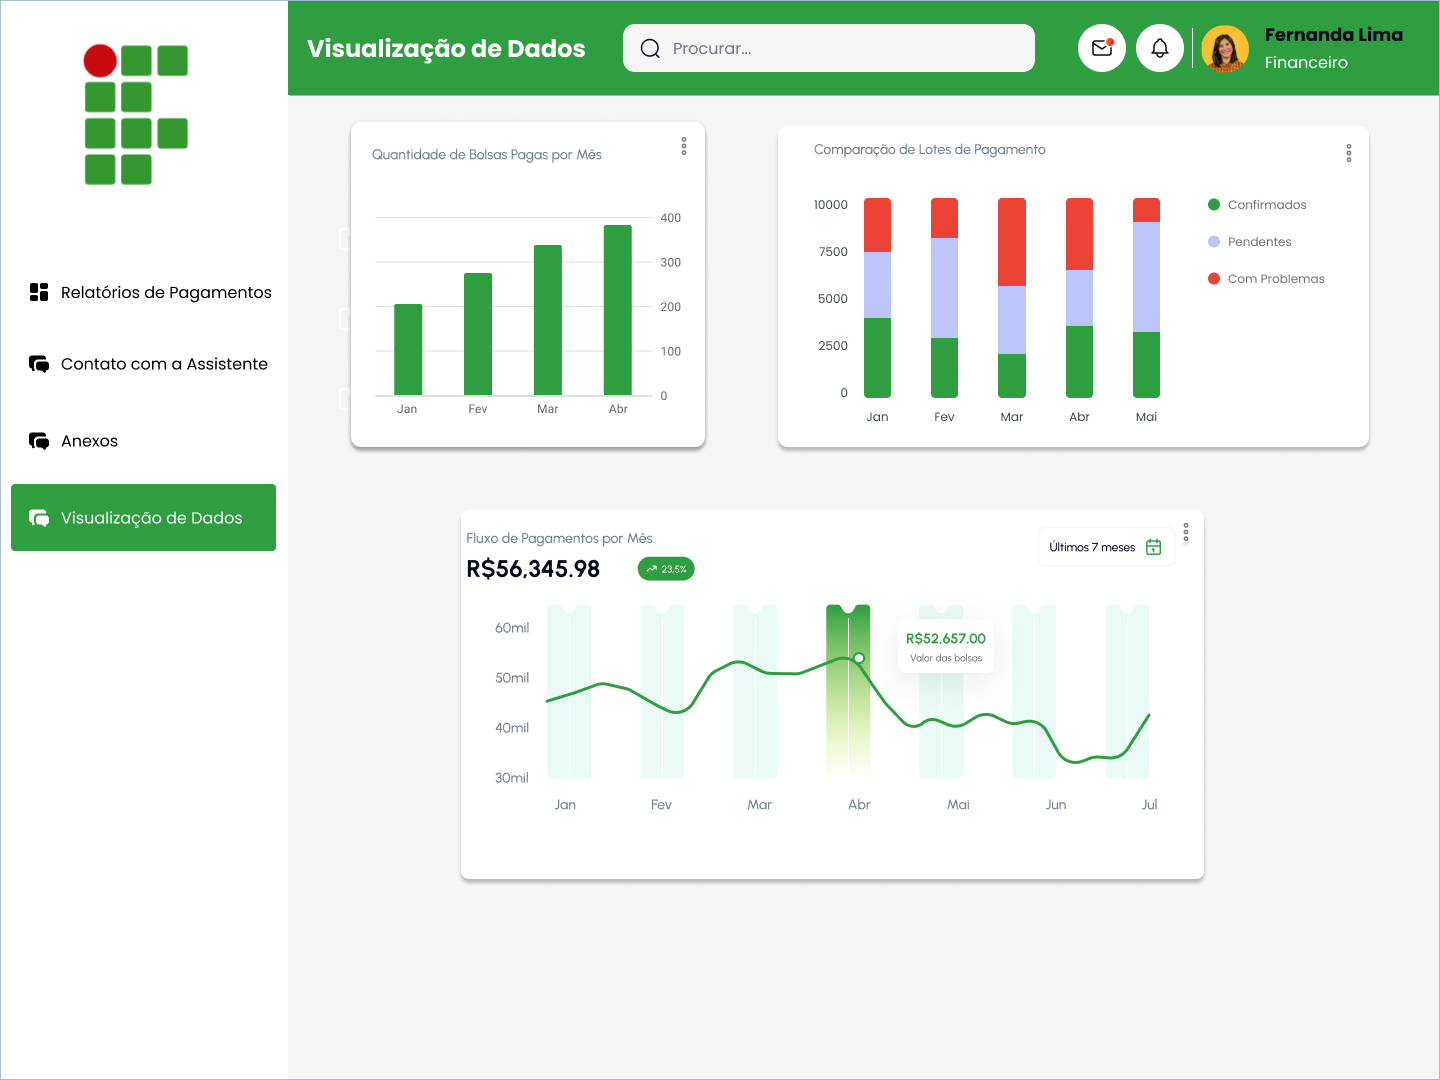 Visualização de Dados
Procurar...
Fernanda Lima
Financeiro
Relatórios de Pagamentos
Contato com a Assistente
Anexos
Visualização de Dados
Quantidade de Bolsas Pagas por Mês
400
300
200
100
0
Jan Fev Mar Abr
Comparação de Lotes de Pagamento
10000
7500
5000
2500
0
Jan Fev Mar Abr Mai
Confirmados
Pendentes
Com Problemas
Fluxo de Pagamentos por Mês
R$56,345.98
23,5%
Últimos 7 meses
60mil
50mil
40mil
30mil
R$52,657.00
Valor das bolsas
Jan Fev Mar Abr Mai Jun Jul